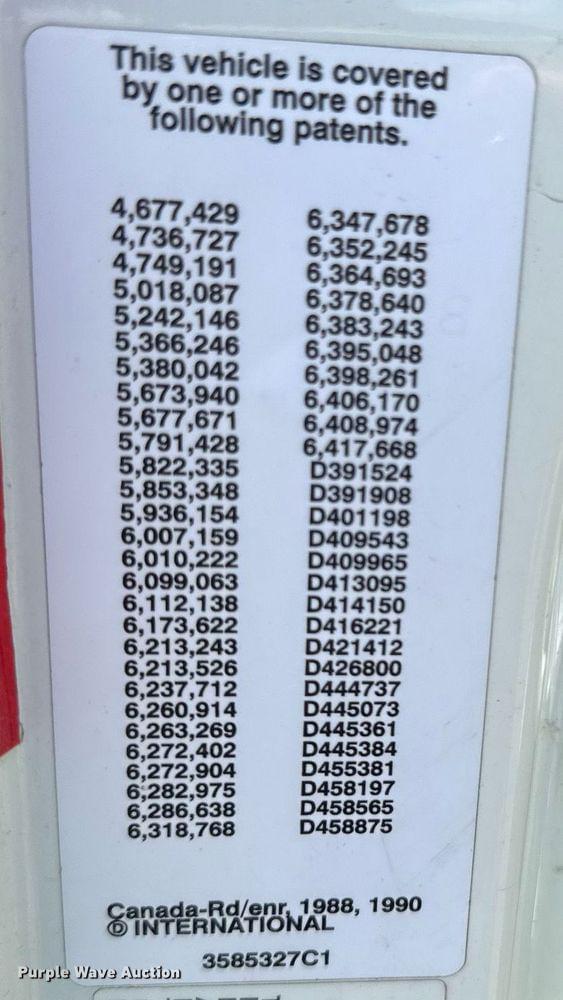 This vehicle is covered
by one or more of the
following patents.
4,677,429
4,736,727
4,749,191
5,018,087
5,242,146
5,366,246
5,380,042
5,673,940
5,677,671
5,791,428
5,822,335
5,853,348
5,936,154
6,007,159
6,010,222
6,099,063
6,112,138
6,173,622
6,213,243
6,213,526
6,237,712
6,260,914
6,263,269
6,272,402
6,272,904
6,282,975
6,286,638
6,318,768
6,347,678
6,352,245
6,364,693
6,378,640
6,383,243
6,395,048
6,398,261
6,406,170
6,408,974
6,417,668
D391524
D391908
D401198
D409543
D409965
D413095
D414150
D416221
D421412
D426800
D444737
D445073
D445361
D445384
D455381
D458197
D458565
D458875
Canada-Rd/enr, 1988, 1990
Ⓓ INTERNATIONAL
3585327C1
Purple Wave Auction